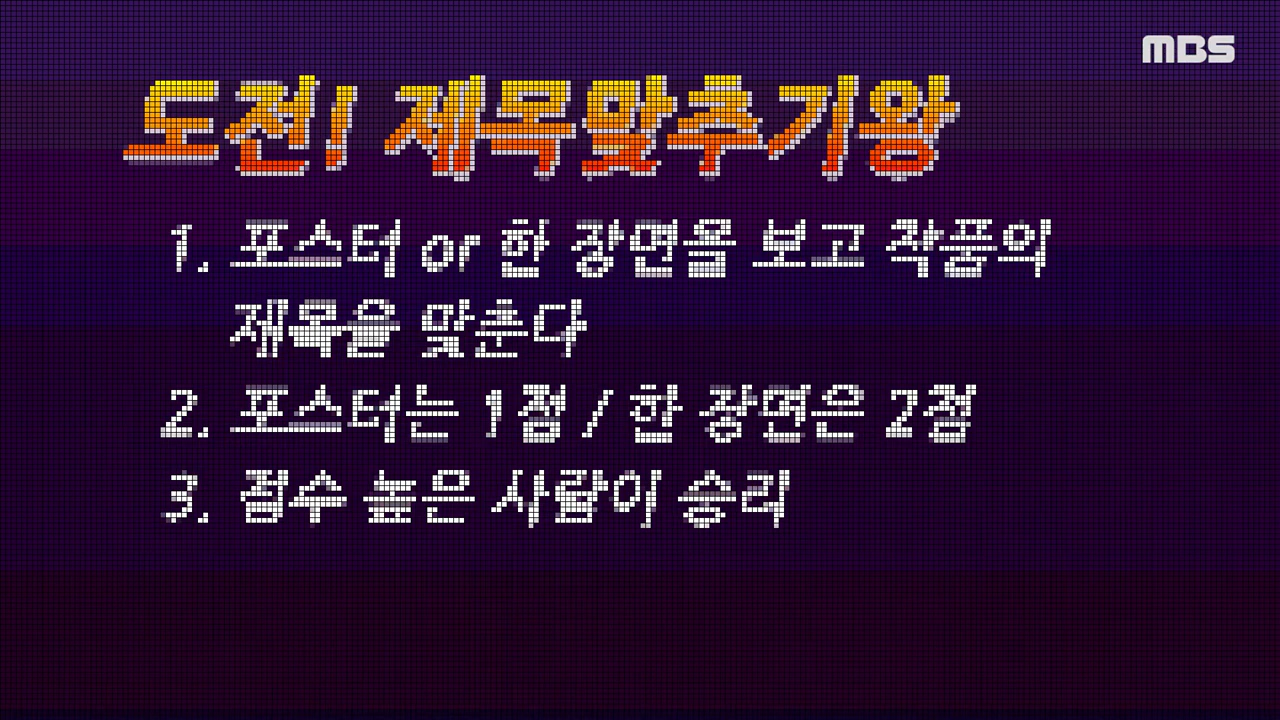 MBS
도전! 제목맞추기왕
1. 포스터 or 한 장면을 보고 작품의
제목을 맞춘다
2. 포스터는 1점 / 한 장면은 2점
3. 점수 높은 사람이 승리